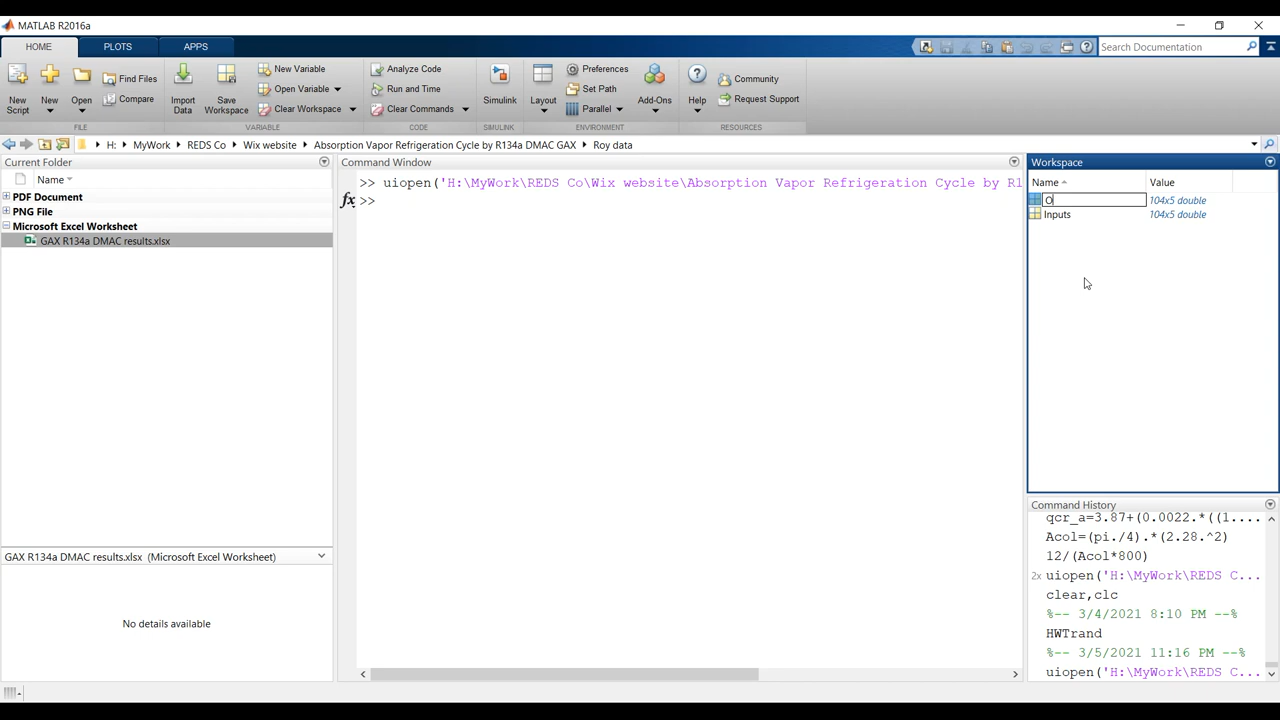 MATLAB R2016a
HOME PLOTS APPS
Search Documentation
New Script
New
Open
Find Files
Compare
Import Data
Save Workspace
New Variable
Open Variable
Clear Workspace
Analyze Code
Run and Time
Clear Commands
Simulink
Layout
Preferences
Set Path
Parallel
Add-Ons
Help
Community
Request Support
FILE VARIABLE CODE SIMULINK ENVIRONMENT RESOURCES
H: MyWork REDS Co Wix website Absorption Vapor Refrigeration Cycle by R134a DMAC GAX Roy data
Current Folder
Name
PDF Document
PNG File
Microsoft Excel Worksheet
GAX R134a DMAC results.xlsx
GAX R134a DMAC results.xlsx (Microsoft Excel Worksheet)
No details available
Command Window
>> uiopen('H:\MyWork\REDS Co\Wix website\Absorption Vapor Refrigeration Cycle by R1
fx >>
Workspace
Name Value
O 104x5 double
Inputs 104x5 double
Command History
qcr_a=3.87+(0.0022.*((1....
Acol=(pi./4).*(2.28.^2)
12/(Acol*800)
2x uiopen('H:\MyWork\REDS C...
clear,clc
%-- 3/4/2021 8:10 PM --%
HWTrand
%-- 3/5/2021 11:16 PM --%
uiopen('H:\MyWork\REDS C...